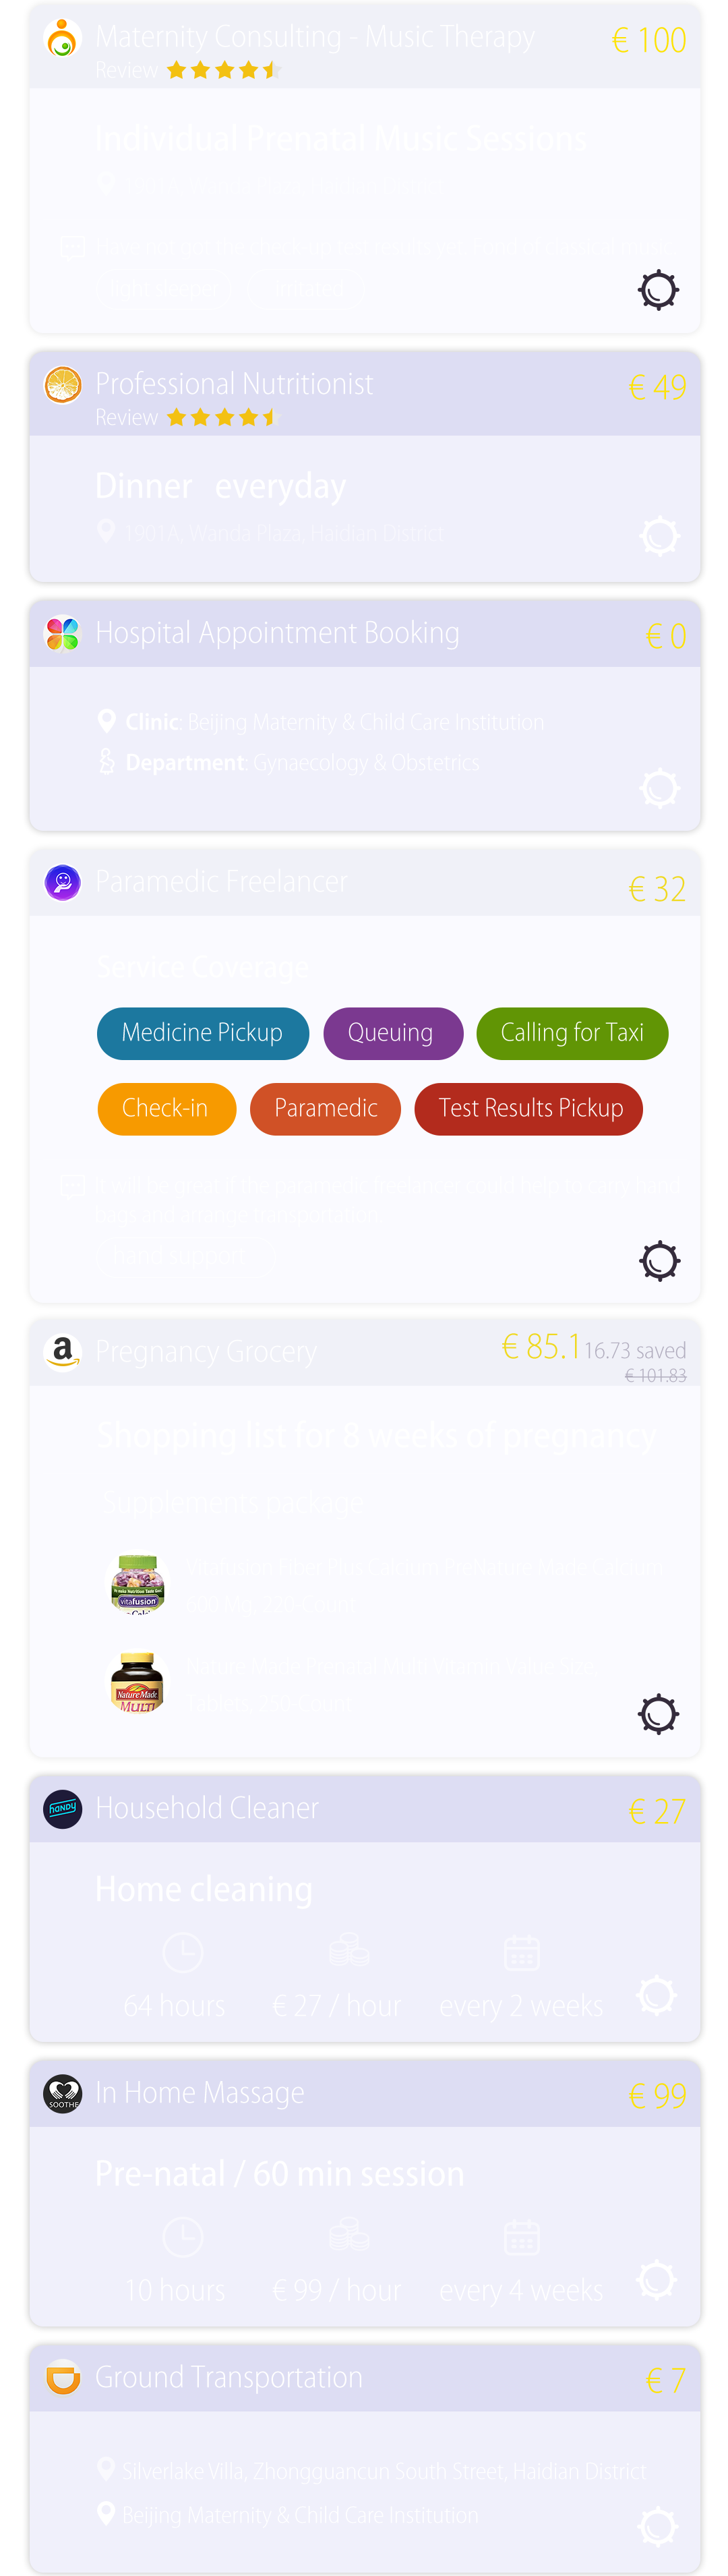 Maternity Consulting - Music Therapy
€ 100
Review
Individual Prenatal Music Sessions
Professional Nutritionist
€ 49
Review
Dinner everyday
1901A, Wanda Plaza, Haidian District
Hospital Appointment Booking
€ 0
Clinic: Beijing Maternity & Child Care Institution
Department: Gynaecology & Obstetrics
Paramedic Freelancer
€ 32
Service Coverage
Medicine Pickup
Queuing
Calling for Taxi
Check-in
Paramedic
Test Results Pickup
Pregnancy Grocery
€ 85.1
16.73 saved
€ 101.83
Shopping list for 8 weeks of pregnancy
Supplements package
vitafusion
Nature Made
MULTI
HANDY
Household Cleaner
€ 27
Home cleaning
64 hours
€ 27 / hour
every 2 weeks
SOOTHE
In Home Massage
€ 99
Pre-natal / 60 min session
10 hours
€ 99 / hour
every 4 weeks
Ground Transportation
€ 7
Silverlake Villa, Zhongguancun South Street, Haidian District
Beijing Maternity & Child Care Institution